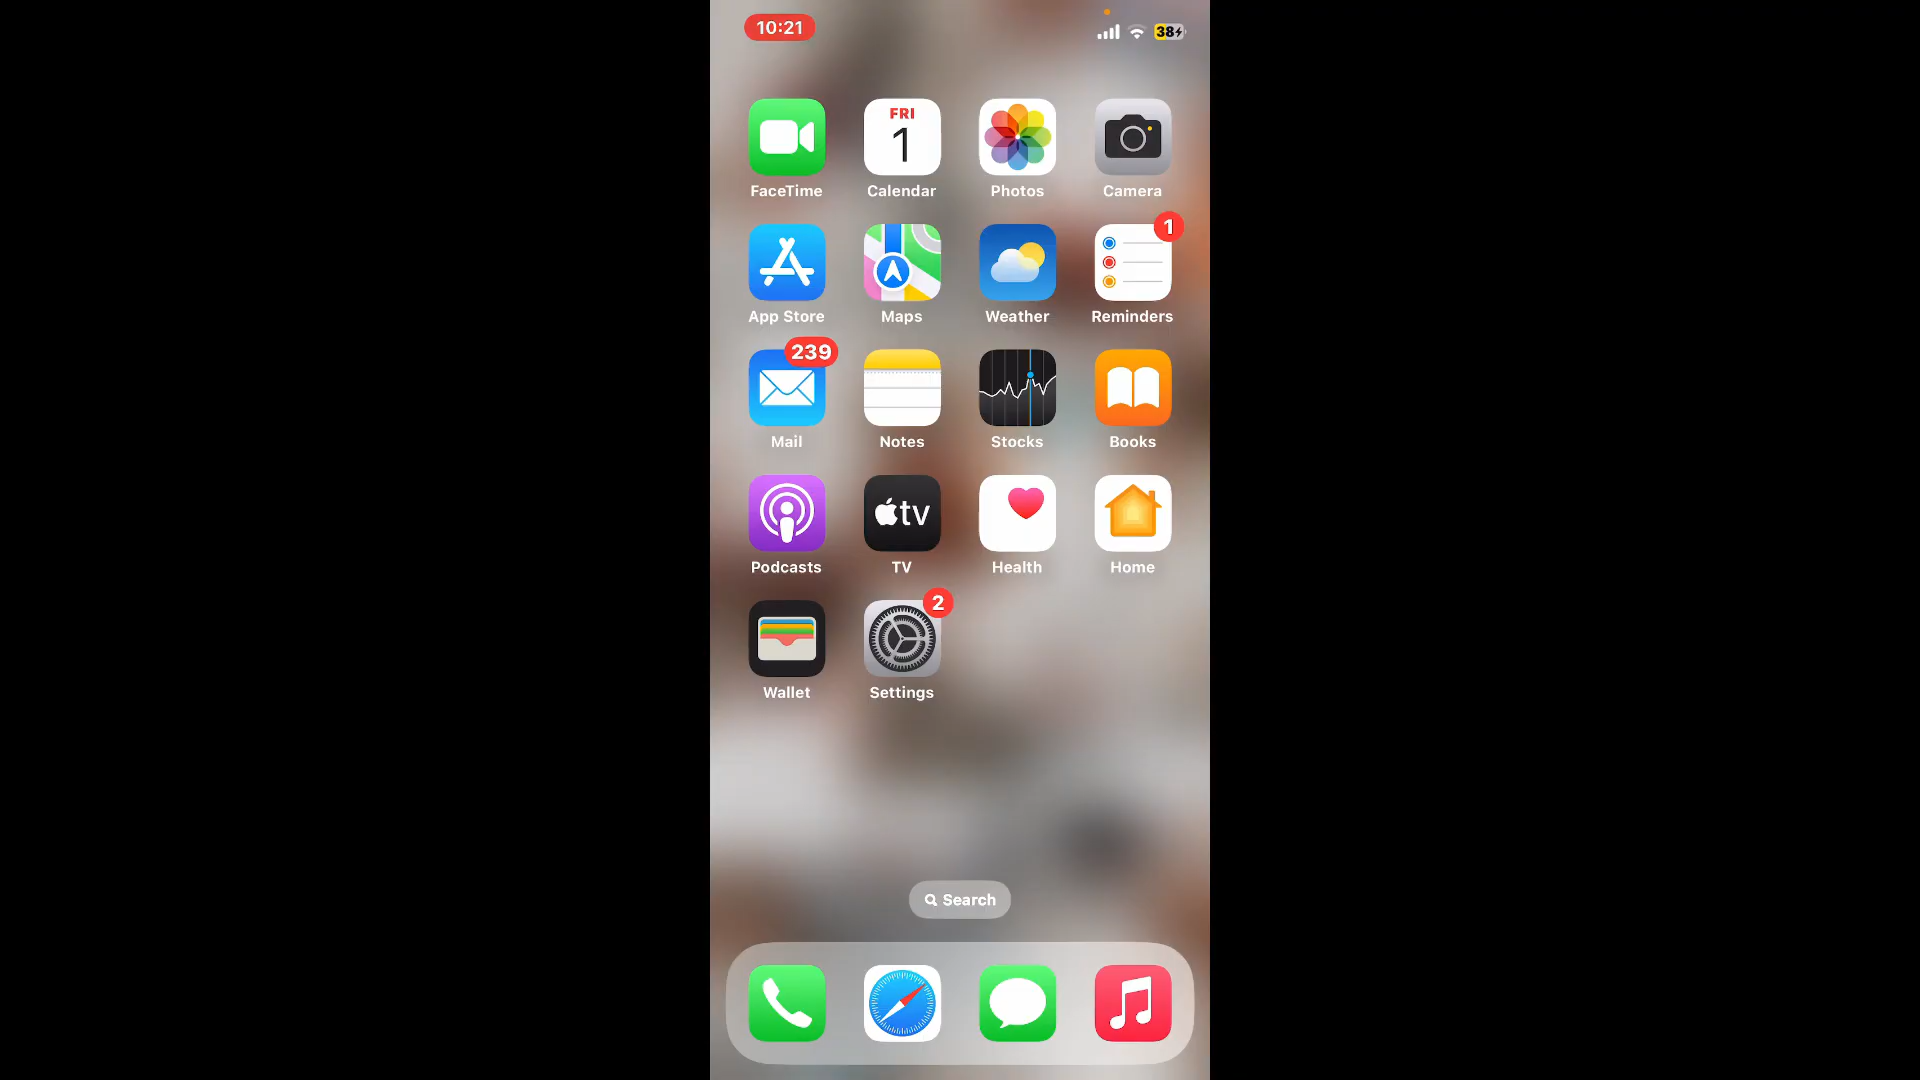 10:21
38
FRI
1
FaceTime Calendar Photos Camera
1
App Store Maps Weather Reminders
239
Mail Notes Stocks Books
tv
Podcasts TV Health Home
2
Wallet Settings
Search